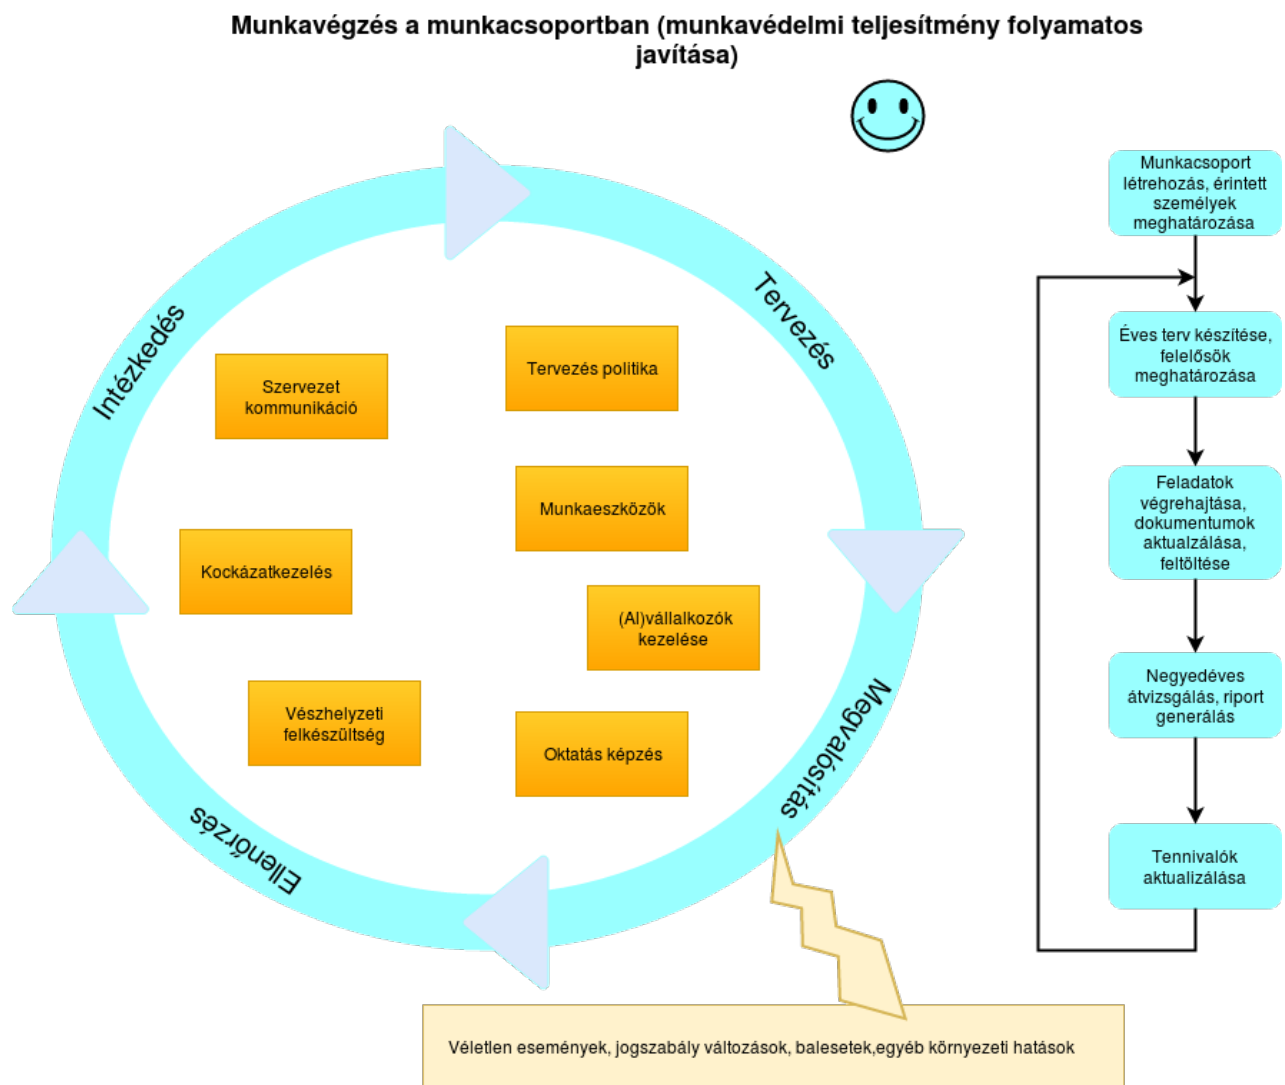 Munkavégzés a munkacsoportban (munkavédelmi teljesítmény folyamatos
javítása)
Intézkedés
Tervezés
Megvalósítás
Ellenőrzés
Szervezet
kommunikáció
Tervezés politika
Munkaeszközök
Kockázatkezelés
(Al)vállalkozók
kezelése
Vészhelyzeti
felkészültség
Oktatás képzés
Véletlen események, jogszabály változások, balesetek,egyéb környezeti hatások
Munkacsoport
létrehozás, érintett
személyek
meghatározása
Éves terv készítése,
felelősök
meghatározása
Feladatok
végrehajtása,
dokumentumok
aktualzálása,
feltöltése
Negyedéves
átvizsgálás, riport
generálás
Tennivalók
aktualizálása